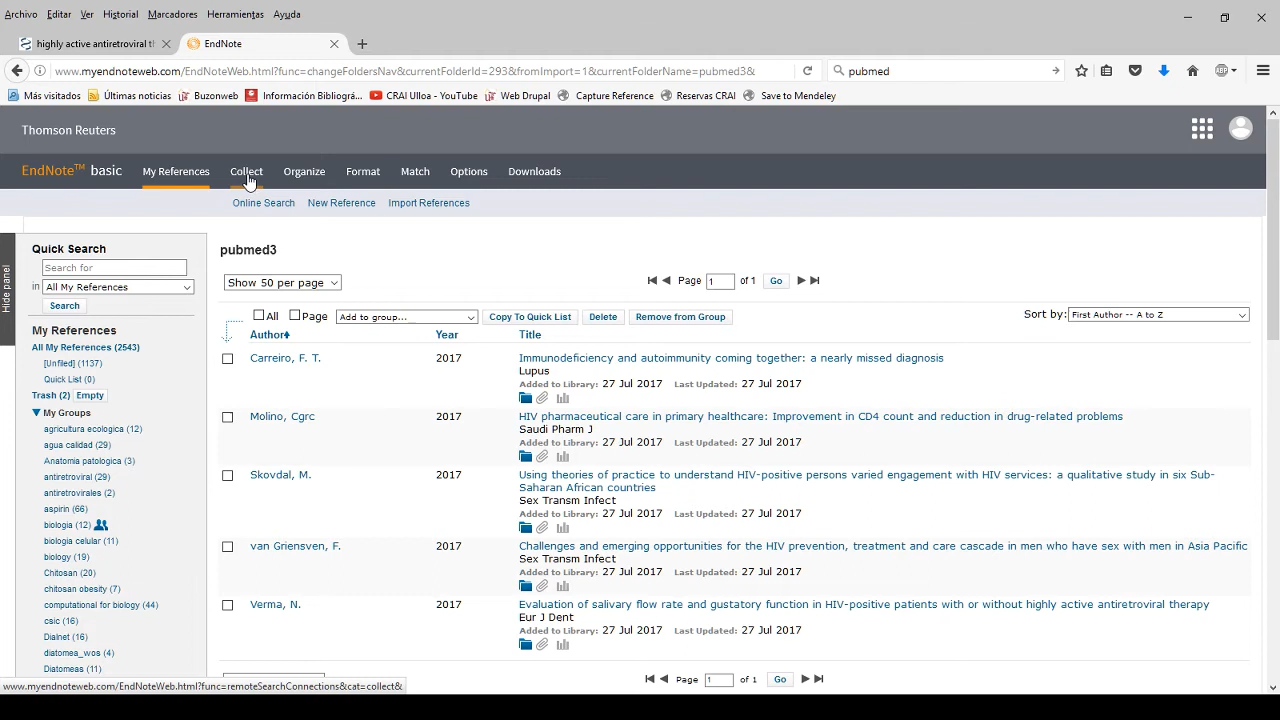 Archivo Editar Ver Historial Marcadores Herramientas Ayuda
highly active antiretroviral t
EndNote
www.myendnoteweb.com/EndNoteWeb.html?func=changeFoldersNav&currentFolderId=293&fromImport=1&currentFolderName=pubmed3&
pubmed
Más visitados Últimas noticias Buzonweb Información Bibliográ... CRAI Ulloa - YouTube Web Drupal Capture Reference Reservas CRAI Save to Mendeley
Thomson Reuters
EndNote™ basic My References Collect Organize Format Match Options Downloads
Online Search New Reference Import References
Hide panel
Quick Search
Search for
in All My References
Search
My References
All My References (2543)
[Unfiled] (1137)
Quick List (0)
Trash (2) Empty
My Groups
agricultura ecologica (12)
agua calidad (29)
Anatomia patologica (3)
antiretroviral (29)
antiretrovirales (2)
aspirin (66)
biologia (12)
biologia celular (11)
biology (19)
Chitosan (20)
chitosan obesity (7)
computational for biology (44)
csic (16)
Dialnet (16)
diatomea_wos (4)
Diatomeas (11)
pubmed3
Show 50 per page
Page 1 of 1 Go
All Page Add to group... Copy To Quick List Delete Remove from Group
Sort by: First Author -- A to Z
Author Year Title
Carreiro, F. T. 2017 Immunodeficiency and autoimmunity coming together: a nearly missed diagnosis
Lupus
Added to Library: 27 Jul 2017 Last Updated: 27 Jul 2017
Molino, Cgrc 2017 HIV pharmaceutical care in primary healthcare: Improvement in CD4 count and reduction in drug-related problems
Saudi Pharm J
Added to Library: 27 Jul 2017 Last Updated: 27 Jul 2017
Skovdal, M. 2017 Using theories of practice to understand HIV-positive persons varied engagement with HIV services: a qualitative study in six Sub-
Saharan African countries
Sex Transm Infect
Added to Library: 27 Jul 2017 Last Updated: 27 Jul 2017
van Griensven, F. 2017 Challenges and emerging opportunities for the HIV prevention, treatment and care cascade in men who have sex with men in Asia Pacific
Sex Transm Infect
Added to Library: 27 Jul 2017 Last Updated: 27 Jul 2017
Verma, N. 2017 Evaluation of salivary flow rate and gustatory function in HIV-positive patients with or without highly active antiretroviral therapy
Eur J Dent
Added to Library: 27 Jul 2017 Last Updated: 27 Jul 2017
Page 1 of 1 Go
www.myendnoteweb.com/EndNoteWeb.html?func=remoteSearchConnections&cat=collect&